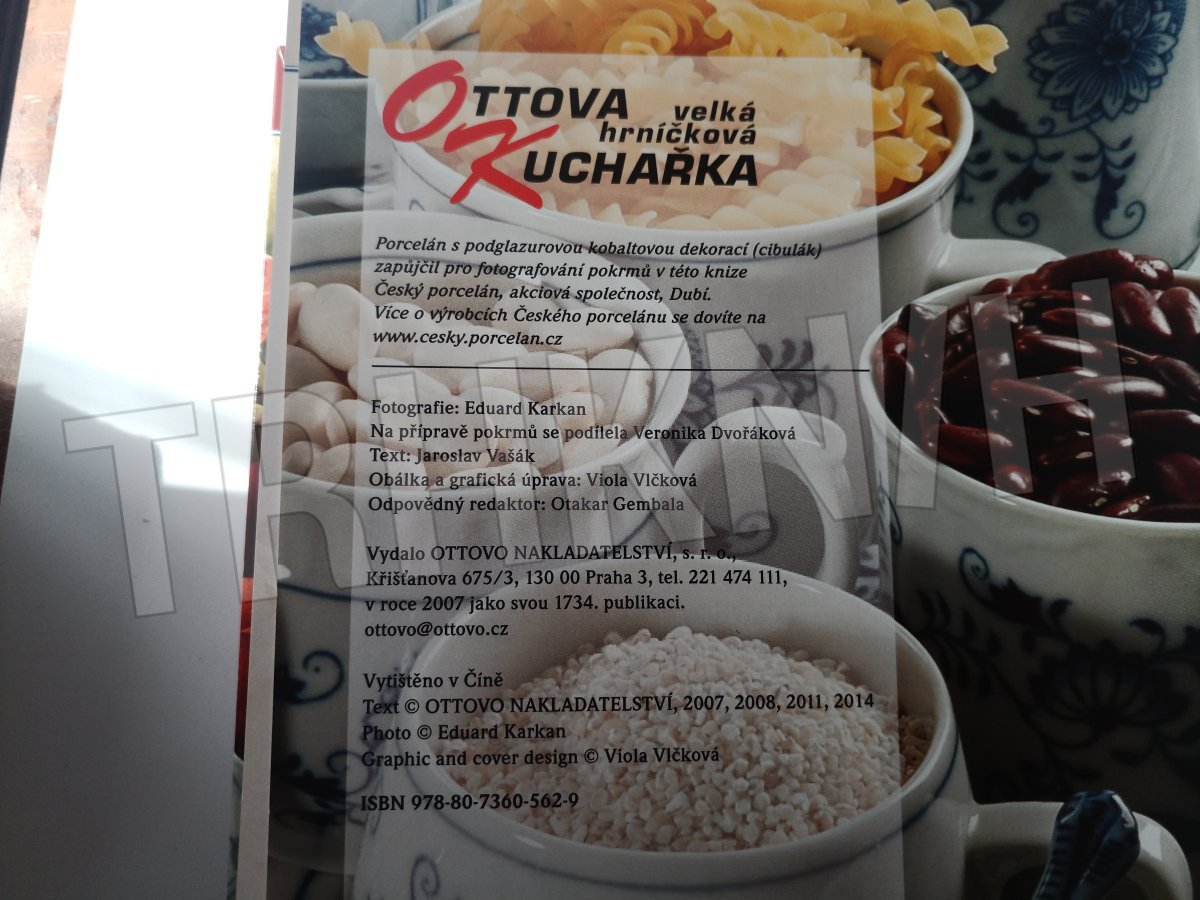 OTTOVA velká
hrníčková
KUCHAŘKA
Porcelán s podglazurovou kobaltovou dekorací (cibulák)
zapůjčil pro fotografování pokrmů v této knize
Český porcelán, akciová společnost, Dubí.
Více o výrobcích Českého porcelánu se dovíte na
www.cesky.porcelan.cz
Fotografie: Eduard Karkan
Na přípravě pokrmů se podílela Veronika Dvořáková
Text: Jaroslav Vašák
Obálka a grafická úprava: Viola Vlčková
Odpovědný redaktor: Otakar Gembala
Vydalo OTTOVO NAKLADATELSTVÍ, s. r. o.,
Křišťanova 675/3, 130 00 Praha 3, tel. 221 474 111,
v roce 2007 jako svou 1734. publikaci.
ottovo@ottovo.cz
Vytištěno v Číně
Text © OTTOVO NAKLADATELSTVÍ, 2007, 2008, 2011, 2014
Photo © Eduard Karkan
Graphic and cover design © Viola Vlčková
ISBN 978-80-7360-562-9